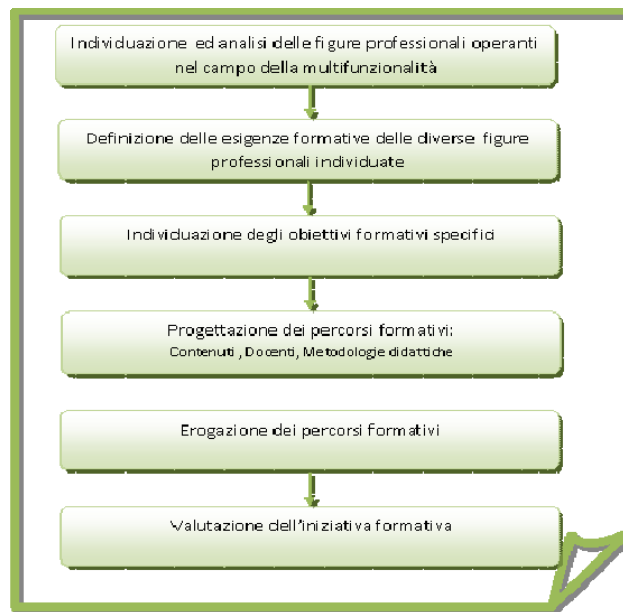 Individuazione ed analisi delle figure professionali operanti
nel campo della multifunzionalità
Definizione delle esigenze formative delle diverse figure
professionali individuate
Individuazione degli obiettivi formativi specifici
Progettazione dei percorsi formativi:
Contenuti , Docenti, Metodologie didattiche
Erogazione dei percorsi formativi
Valutazione dell'iniziativa formativa